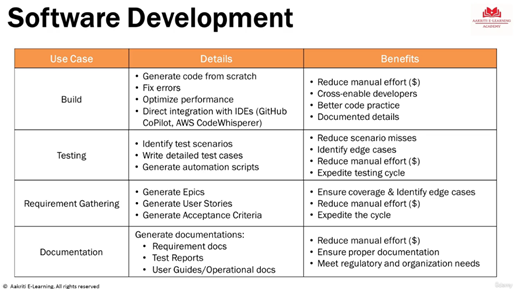 Software Development
AAKRITI E-LEARNING
ACADEMY
Use Case
Details
Benefits
Build
• Generate code from scratch
• Fix errors
• Optimize performance
• Direct integration with IDEs (GitHub
CoPilot, AWS CodeWhisperer)
• Reduce manual effort ($)
• Cross-enable developers
• Better code practice
• Documented details
Testing
• Identify test scenarios
• Write detailed test cases
• Generate automation scripts
• Reduce scenario misses
• Identify edge cases
• Reduce manual effort ($)
• Expedite testing cycle
Requirement Gathering
• Generate Epics
• Generate User Stories
• Generate Acceptance Criteria
• Ensure coverage & Identify edge cases
• Reduce manual effort ($)
• Expedite the cycle
Documentation
Generate documentations:
• Requirement docs
• Test Reports
• User Guides/Operational docs
• Reduce manual effort ($)
• Ensure proper documentation
• Meet regulatory and organization needs
© Aakriti E-Learning. All rights reserved
Udemy